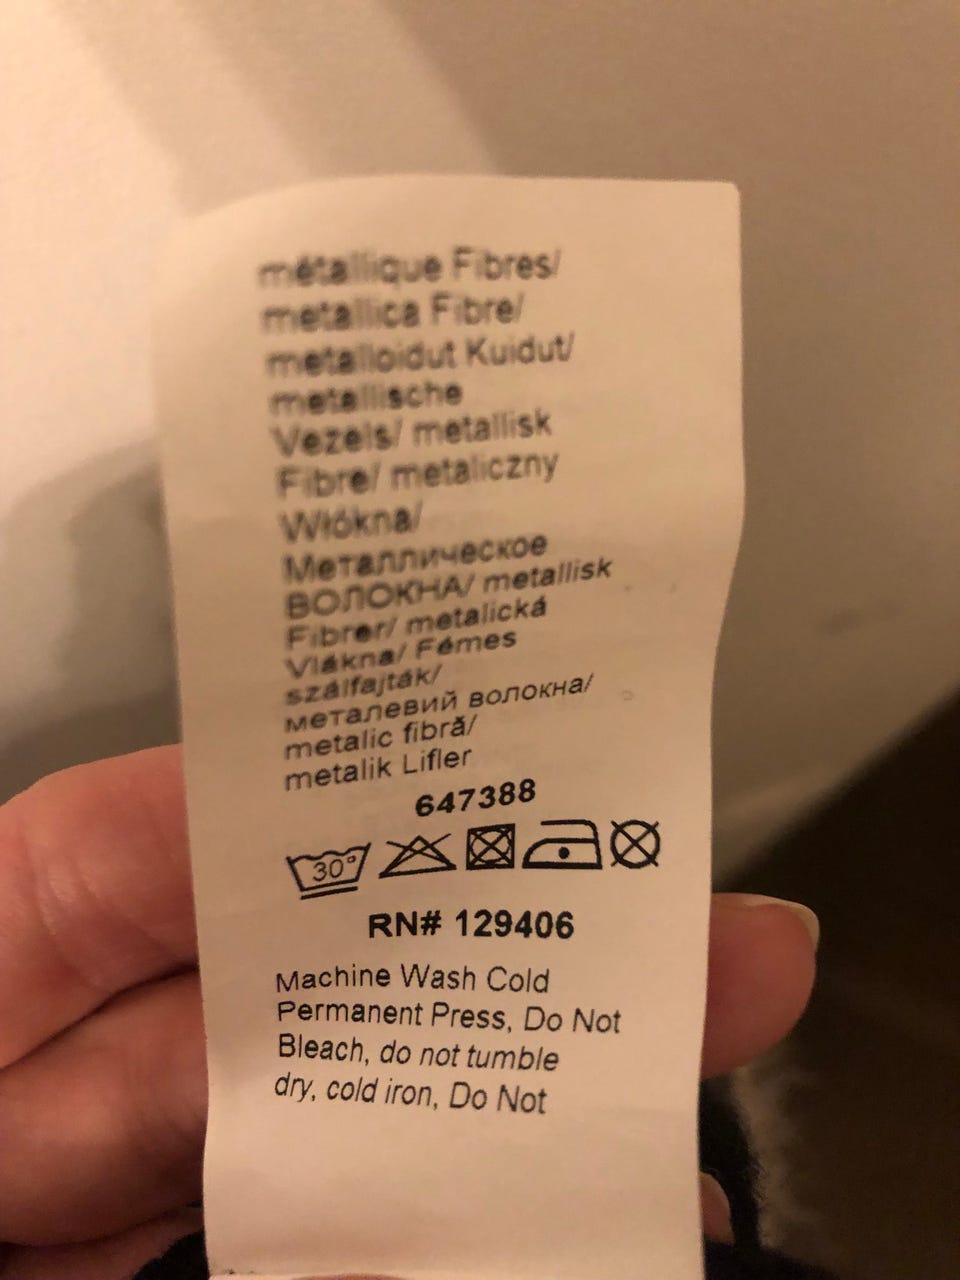 métallique Fibres/
metallica Fibre/
metalloidut Kuidut/
metallische
Vezels/ metallisk
Fibre/ metaliczny
Włókna/
Металлическое
ВОЛОКНА/ metallisk
Fibrer/ metalická
Vlákna/ Fémes
szálfajták/
металевий волокна/
metalic fibră/
metalik Lifler
647388
30°
RN# 129406
Machine Wash Cold
Permanent Press, Do Not
Bleach, do not tumble
dry, cold iron, Do Not